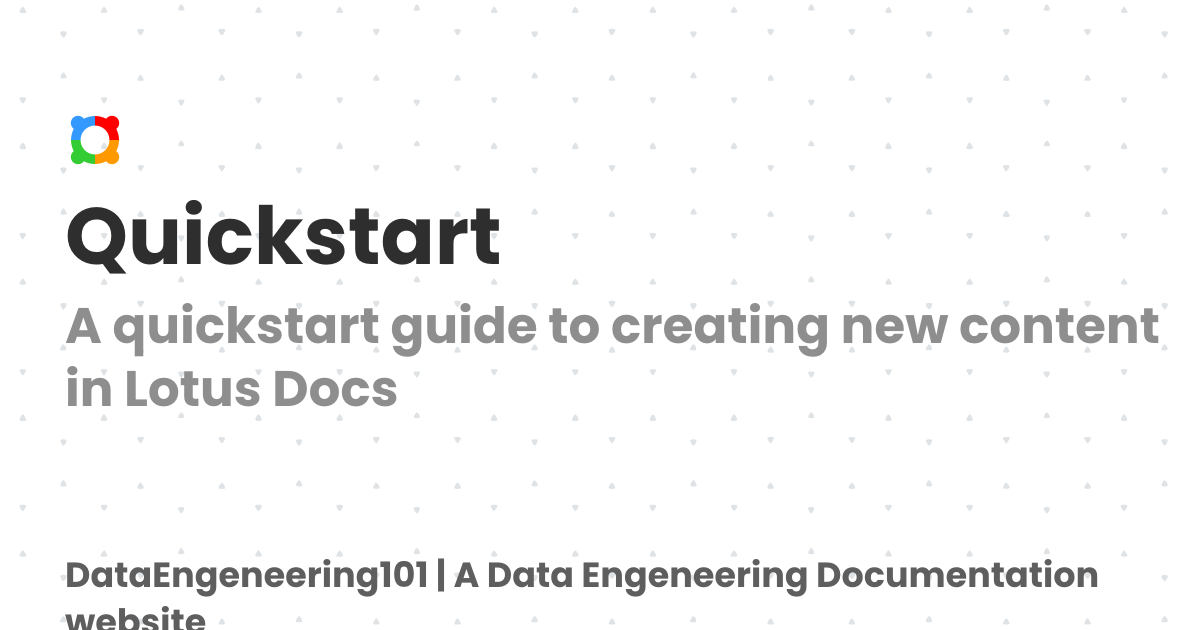 Quickstart
A quickstart guide to creating new content
in Lotus Docs
DataEngeneering101 | A Data Engeneering Documentation
website